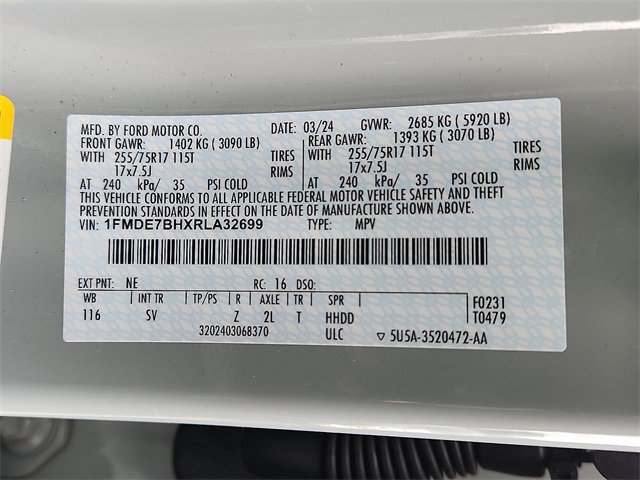 MFD. BY FORD MOTOR CO. DATE: 03/24 GVWR: 2685 KG ( 5920 LB)
FRONT GAWR: 1402 KG ( 3090 LB) REAR GAWR: 1393 KG ( 3070 LB)
WITH 255/75R17 115T TIRES WITH 255/75R17 115T TIRES
17x7.5J RIMS 17x7.5J RIMS
AT 240 kPa/ 35 PSI COLD AT 240 kPa/ 35 PSI COLD
THIS VEHICLE CONFORMS TO ALL APPLICABLE FEDERAL MOTOR VEHICLE SAFETY AND THEFT
PREVENTION STANDARDS IN EFFECT ON THE DATE OF MANUFACTURE SHOWN ABOVE.
VIN: 1FMDE7BHXRLA32699 TYPE: MPV
EXT PNT: NE RC: 16 DSO:
WB INT TR TP/PS R AXLE TR SPR F0231
116 SV Z 2L T HHDD T0479
3202403068370 ULC ▽ 5U5A-3520472-AA